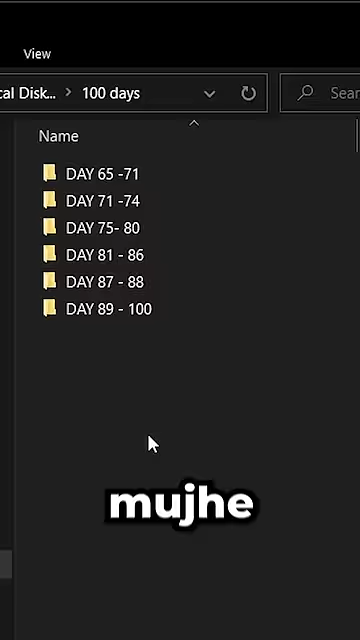 View
cal Disk... > 100 days
Sear
Name
DAY 65 -71
DAY 71 -74
DAY 75- 80
DAY 81 - 86
DAY 87 - 88
DAY 89 - 100
mujhe